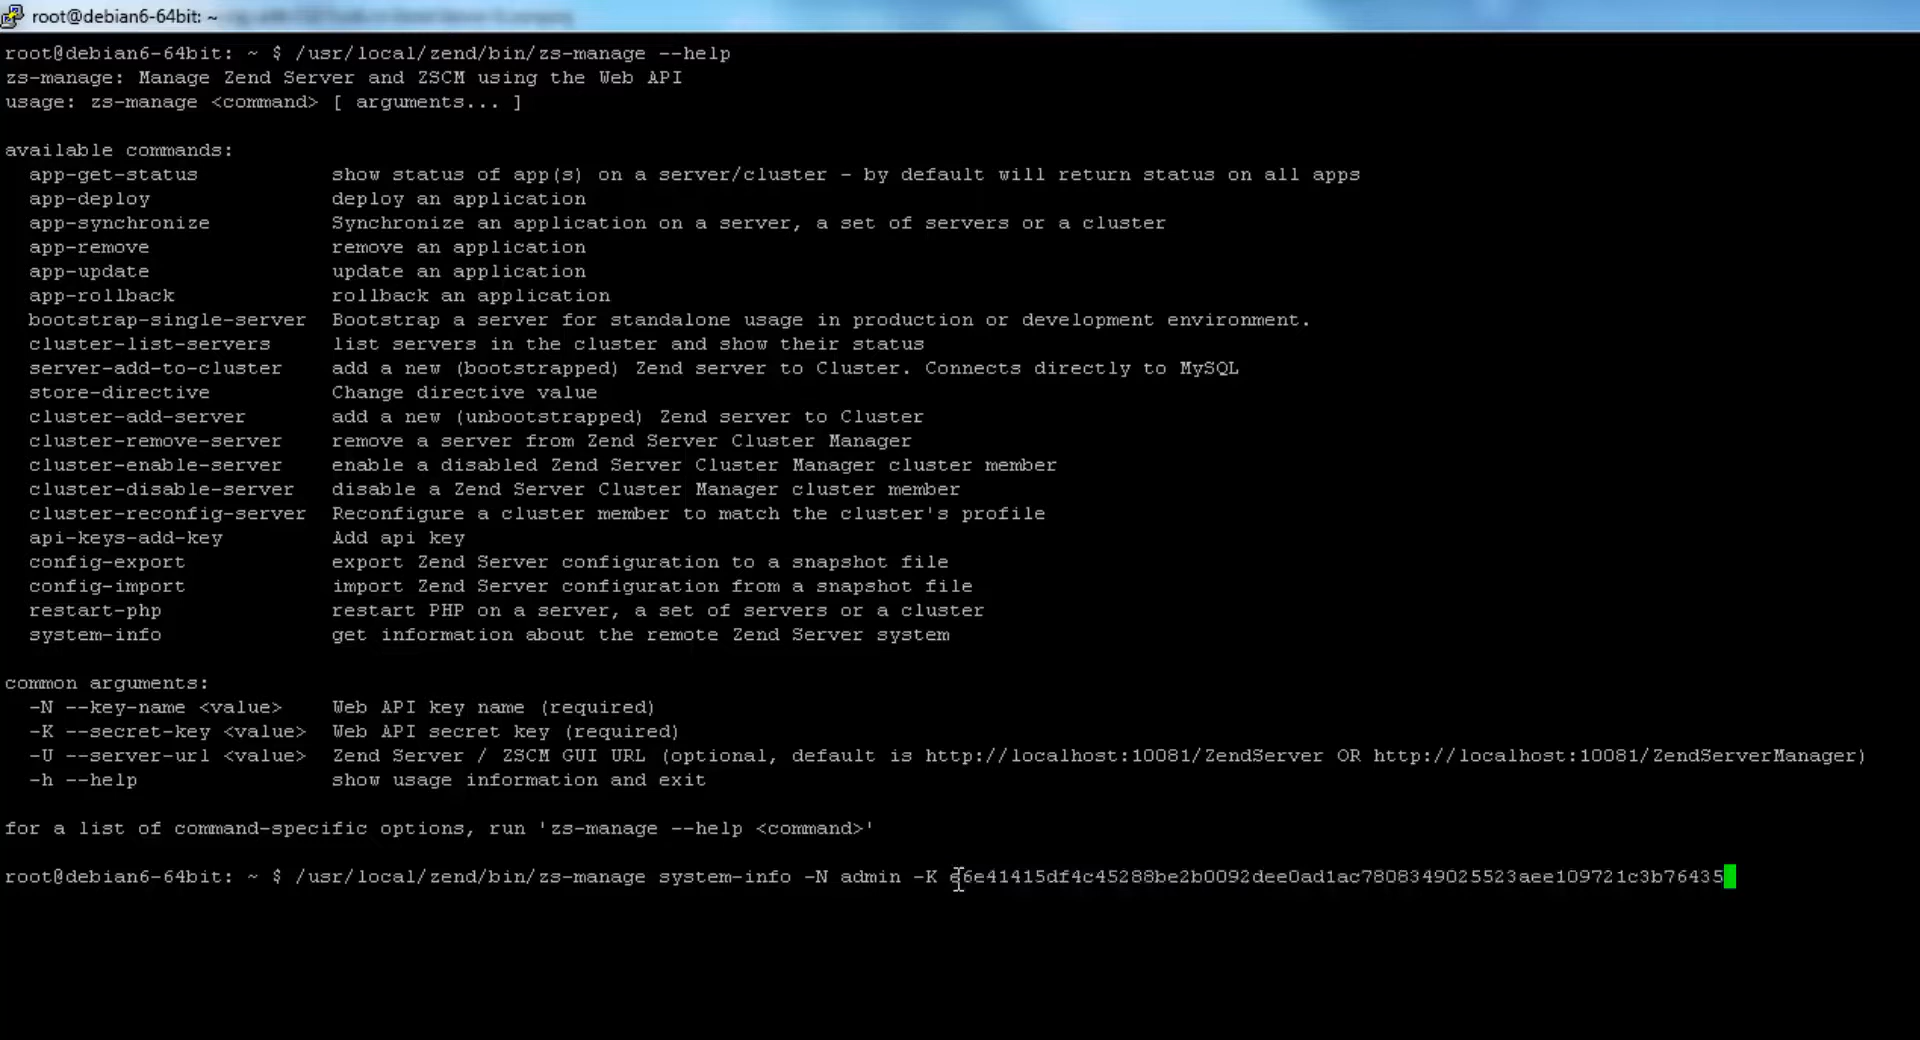 root@debian6-64bit: ~
root@debian6-64bit: ~ $ /usr/local/zend/bin/zs-manage --help
zs-manage: Manage Zend Server and ZSCM using the Web API
usage: zs-manage <command> [ arguments... ]
available commands:
app-get-status show status of app(s) on a server/cluster - by default will return status on all apps
app-deploy deploy an application
app-synchronize Synchronize an application on a server, a set of servers or a cluster
app-remove remove an application
app-update update an application
app-rollback rollback an application
bootstrap-single-server Bootstrap a server for standalone usage in production or development environment.
cluster-list-servers list servers in the cluster and show their status
server-add-to-cluster add a new (bootstrapped) Zend server to Cluster. Connects directly to MySQL
store-directive Change directive value
cluster-add-server add a new (unbootstrapped) Zend server to Cluster
cluster-remove-server remove a server from Zend Server Cluster Manager
cluster-enable-server enable a disabled Zend Server Cluster Manager cluster member
cluster-disable-server disable a Zend Server Cluster Manager cluster member
cluster-reconfig-server Reconfigure a cluster member to match the cluster's profile
api-keys-add-key Add api key
config-export export Zend Server configuration to a snapshot file
config-import import Zend Server configuration from a snapshot file
restart-php restart PHP on a server, a set of servers or a cluster
system-info get information about the remote Zend Server system
common arguments:
-N --key-name <value> Web API key name (required)
-K --secret-key <value> Web API secret key (required)
-U --server-url <value> Zend Server / ZSCM GUI URL (optional, default is http://localhost:10081/ZendServer OR http://localhost:10081/ZendServerManager)
-h --help show usage information and exit
for a list of command-specific options, run 'zs-manage --help <command>'
root@debian6-64bit: ~ $ /usr/local/zend/bin/zs-manage system-info -N admin -K